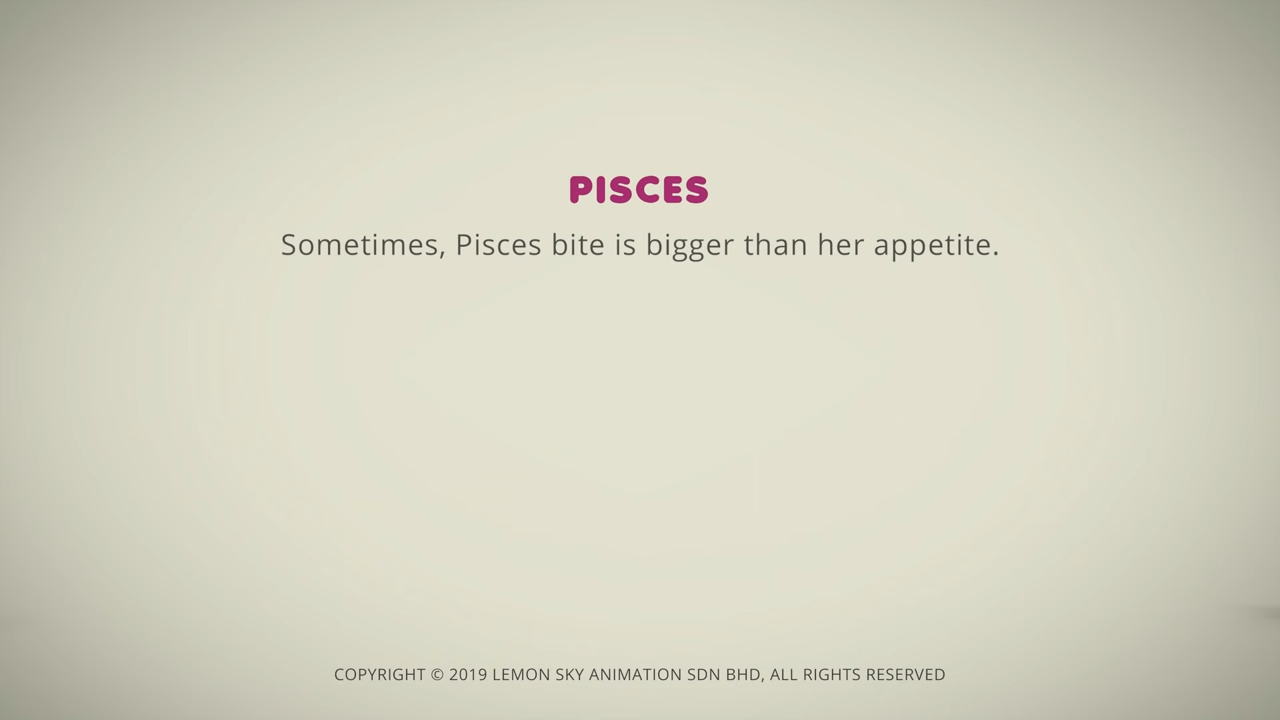 PISCES
Sometimes, Pisces bite is bigger than her appetite.
COPYRIGHT © 2019 LEMON SKY ANIMATION SDN BHD, ALL RIGHTS RESERVED